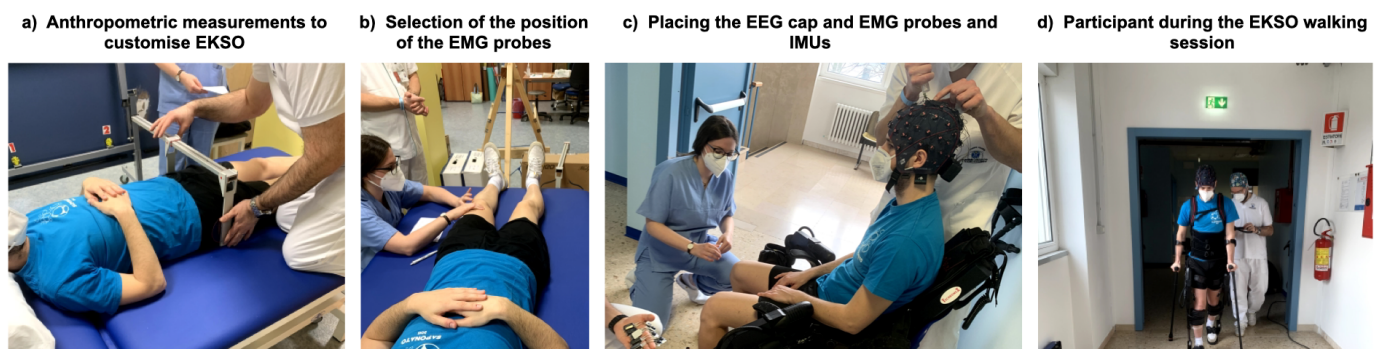 a) Anthropometric measurements to
customise EKSO
b) Selection of the position
of the EMG probes
c) Placing the EEG cap and EMG probes and
IMUs
d) Participant during the EKSO walking
session